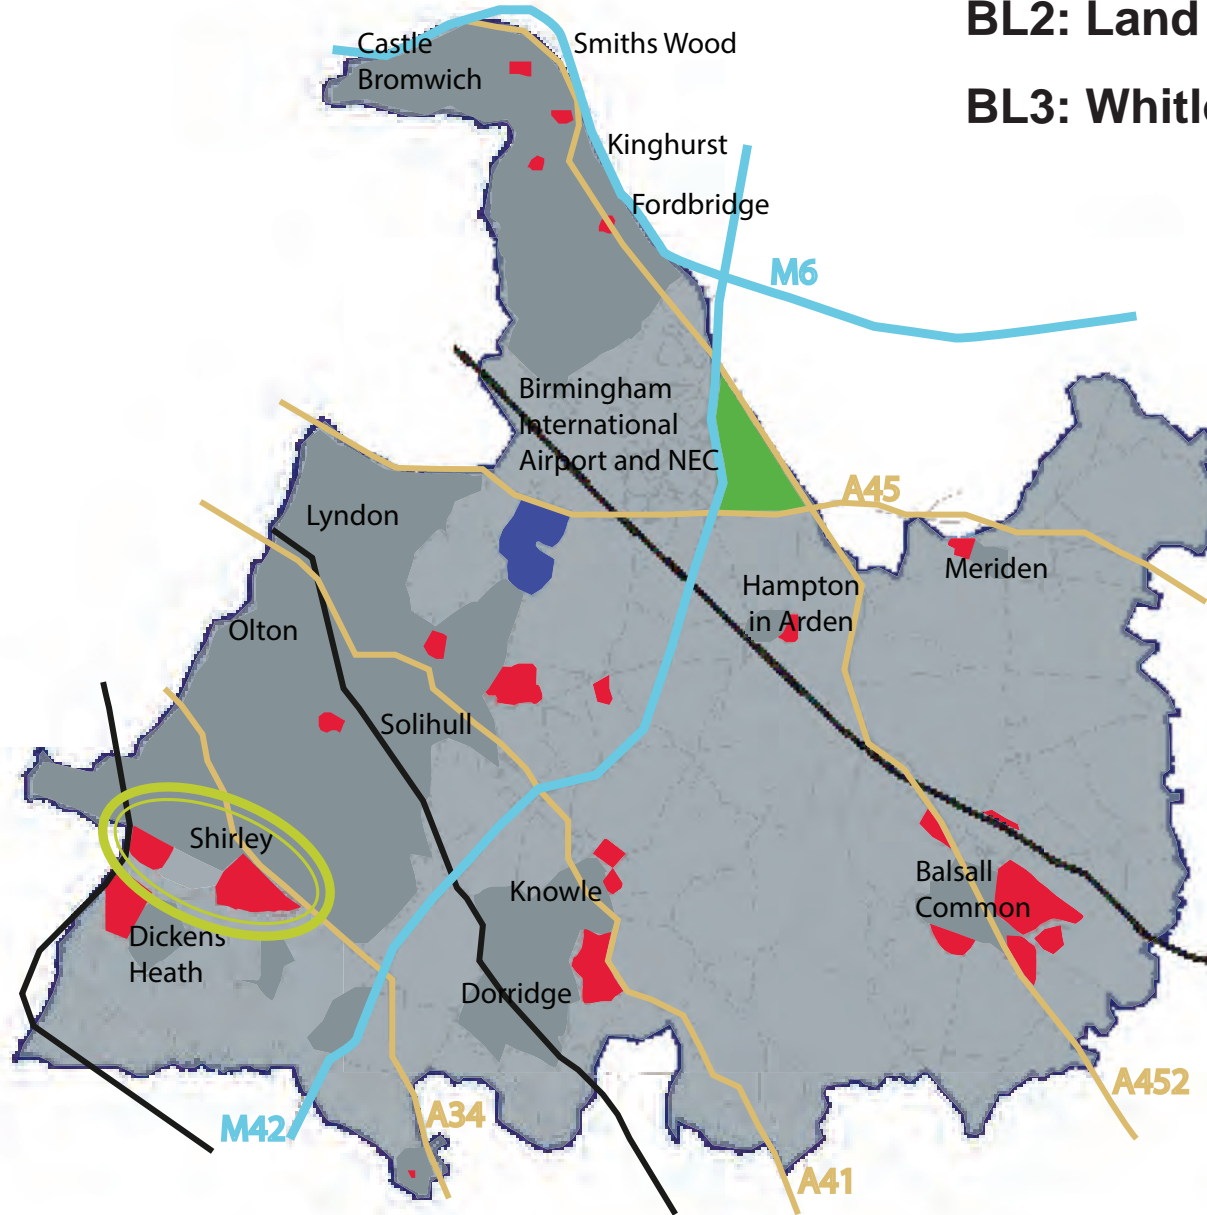 BL2: Land
BL3: Whitlo
Castle
Bromwich
Smiths Wood
Kinghurst
Fordbridge
M6
Birmingham
International
Airport and NEC
A45
Lyndon
Meriden
Hampton
in Arden
Olton
Solihull
Shirley
Knowle
Balsall
Common
Dickens
Heath
Dorridge
A452
M42
A34
A41